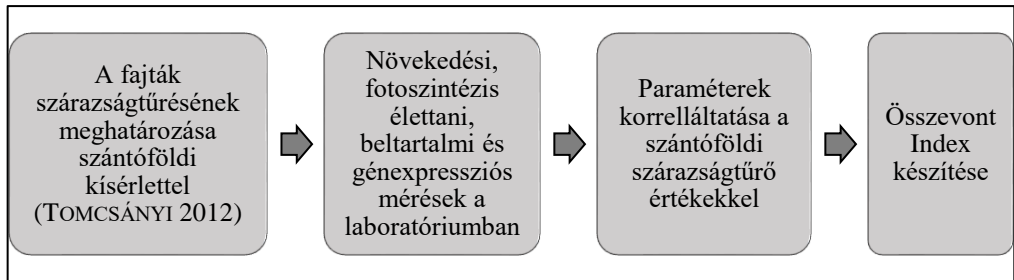 A fajták
szárazságtűrésének
meghatározása
szántóföldi
kísérlettel
(TOMCSÁNYI 2012)
Növekedési,
fotoszintézis
élettani,
beltartalmi és
génexpressziós
mérések a
laboratóriumban
Paraméterek
korrelláltatása a
szántóföldi
szárazságtűrő
értékekkel
Összevont
Index
készítése